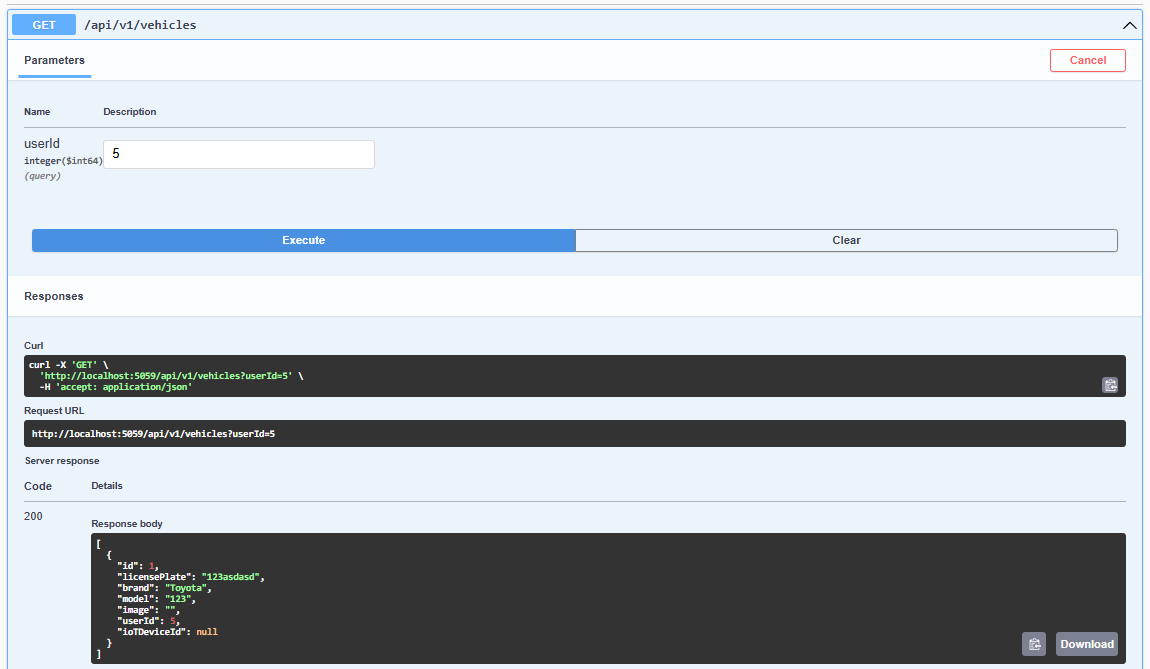 GET /api/v1/vehicles
Parameters Cancel
Name Description
userId
integer($int64)
(query)
5
Execute Clear
Responses
Curl
curl -X 'GET' \
  'http://localhost:5059/api/v1/vehicles?userId=5' \
  -H 'accept: application/json'
Request URL
http://localhost:5059/api/v1/vehicles?userId=5
Server response
Code Details
200
Response body
[
  {
    "id": 1,
    "licensePlate": "123asdasd",
    "brand": "Toyota",
    "model": "123",
    "image": "",
    "userId": 5,
    "ioTDeviceId": null
  }
]
Download